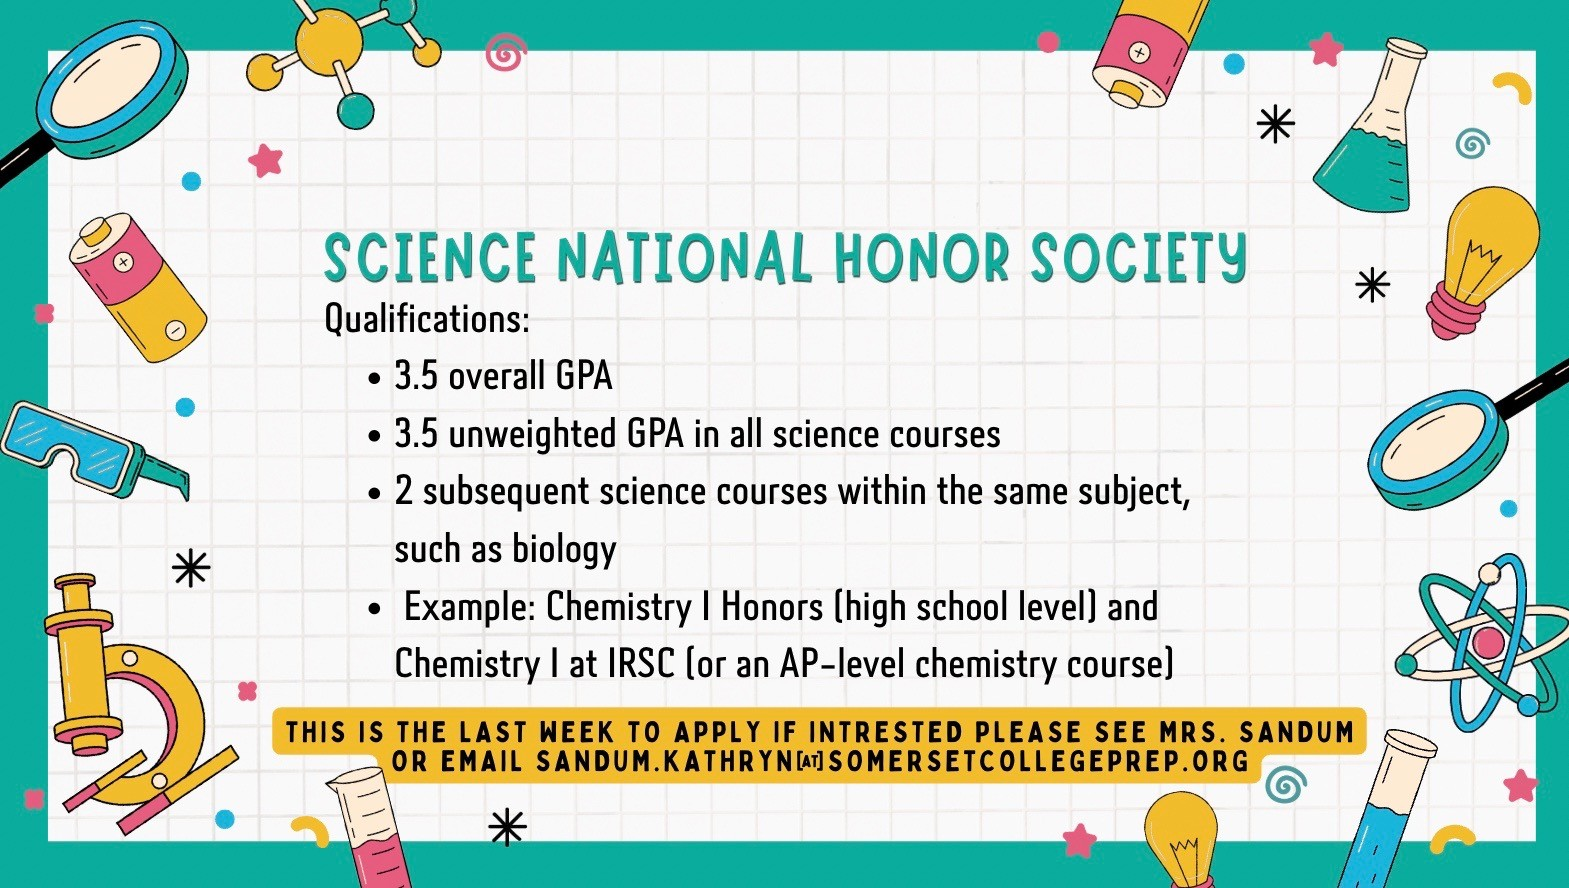 SCIENCE NATIONAL HONOR SOCIETY
Qualifications:
• 3.5 overall GPA
• 3.5 unweighted GPA in all science courses
• 2 subsequent science courses within the same subject,
such as biology
• Example: Chemistry I Honors (high school level) and
Chemistry I at IRSC (or an AP-level chemistry course)
THIS IS THE LAST WEEK TO APPLY IF INTRESTED PLEASE SEE MRS. SANDUM
OR EMAIL SANDUM.KATHRYN[AT]SOMERSETCOLLEGEPREP.ORG